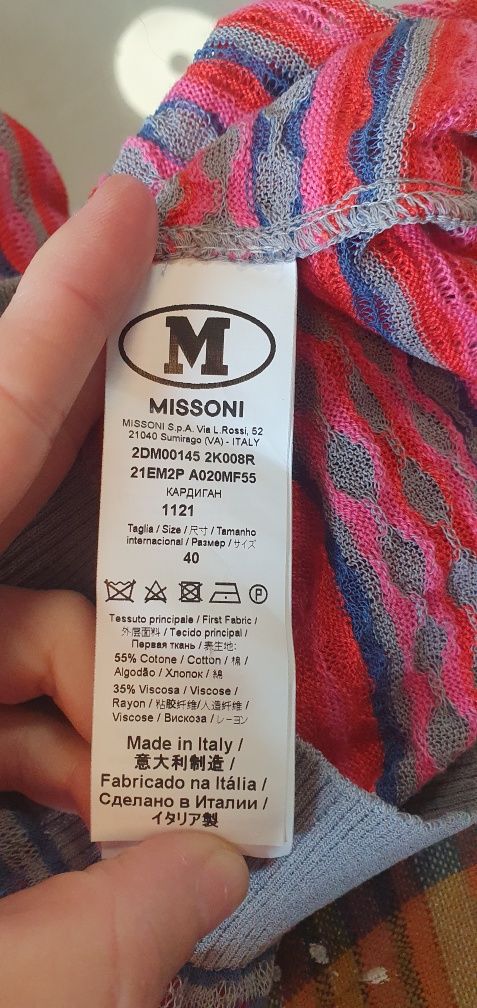 M
MISSONI
MISSONI S.p.A. Via L.Rossi, 52
21040 Sumirago (VA) - ITALY
2DM00145 2K008R
21EM2P A020MF55
КАРДИГАН
1121
Taglia / Size / 尺寸 / Tamanho
internacional / Размер / サイズ
40
P
Tessuto principale / First Fabric /
外层面料 / Tecido principal /
Первая ткань / 表生地:
55% Cotone / Cotton / 棉 /
Algodão / Хлопок / 綿
35% Viscosa / Viscose /
Rayon / 粘胶纤维/人造纤维 /
Viscose / Вискоза / レーヨン
Made in Italy /
意大利制造 /
Fabricado na Itália /
Сделано в Италии /
イタリア製